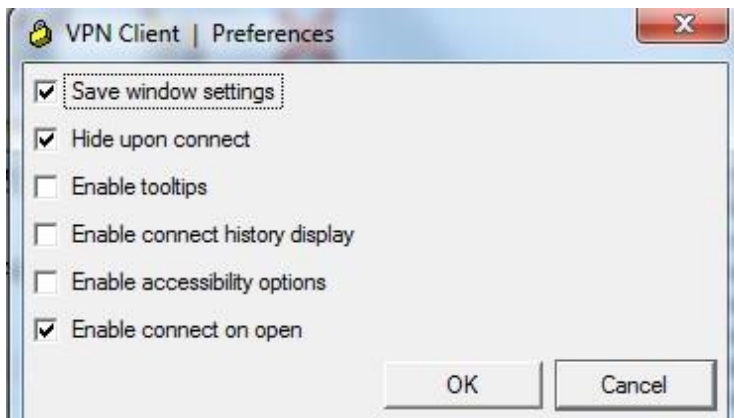 VPN Client | Preferences
Save window settings
Hide upon connect
Enable tooltips
Enable connect history display
Enable accessibility options
Enable connect on open
OK Cancel